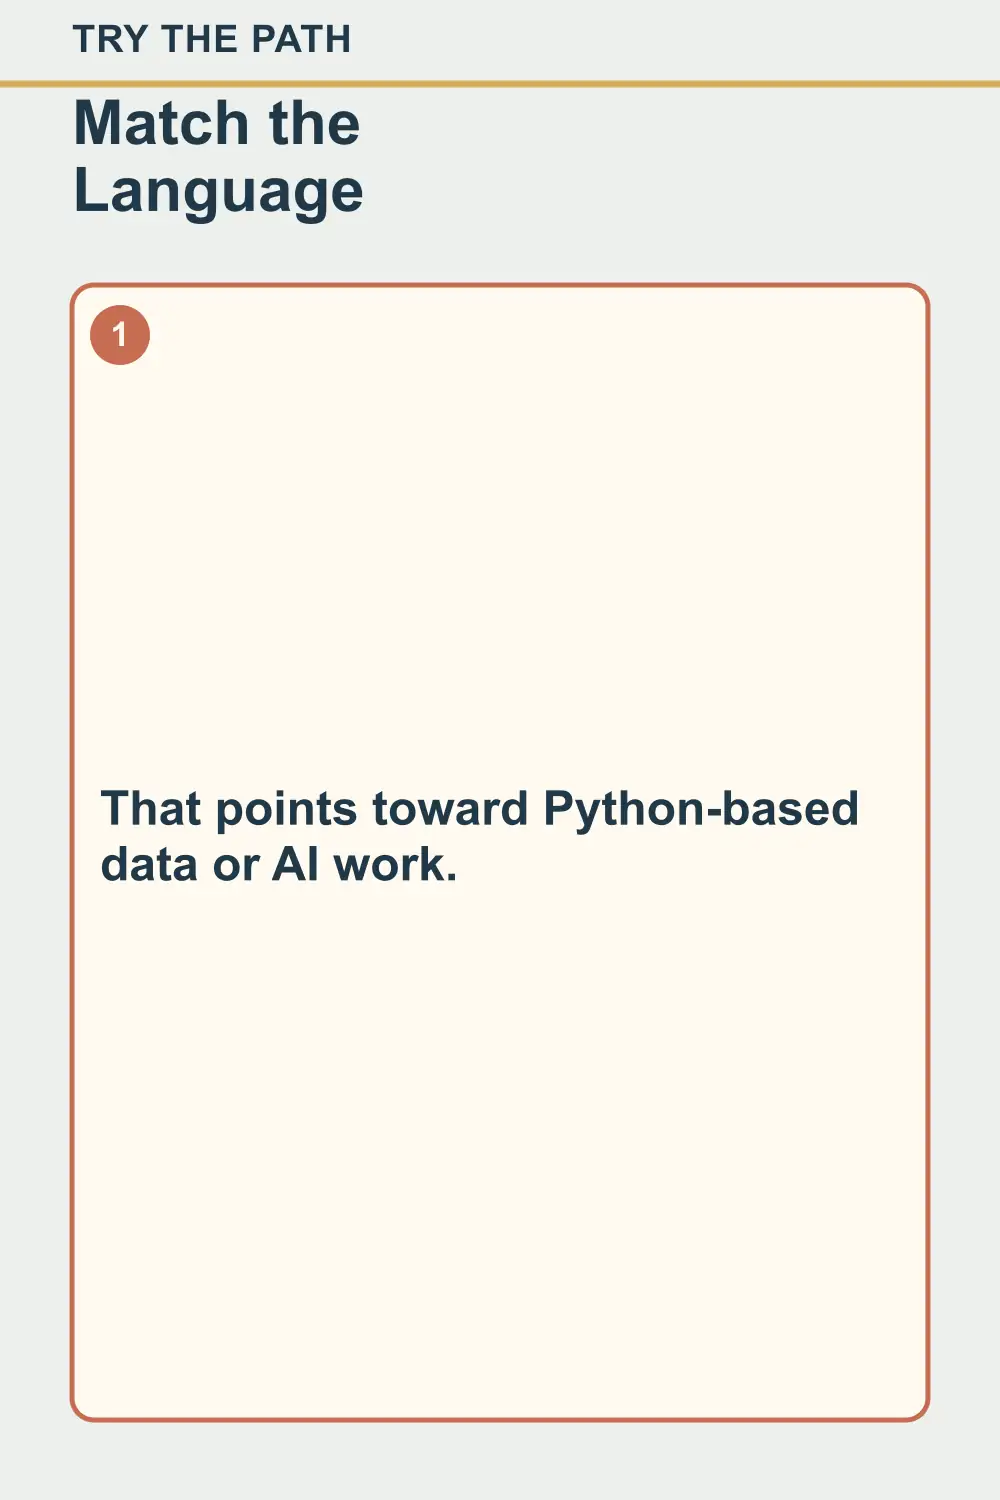 TRY THE PATH
Match the
Language
1
That points toward Python-based
data or AI work.